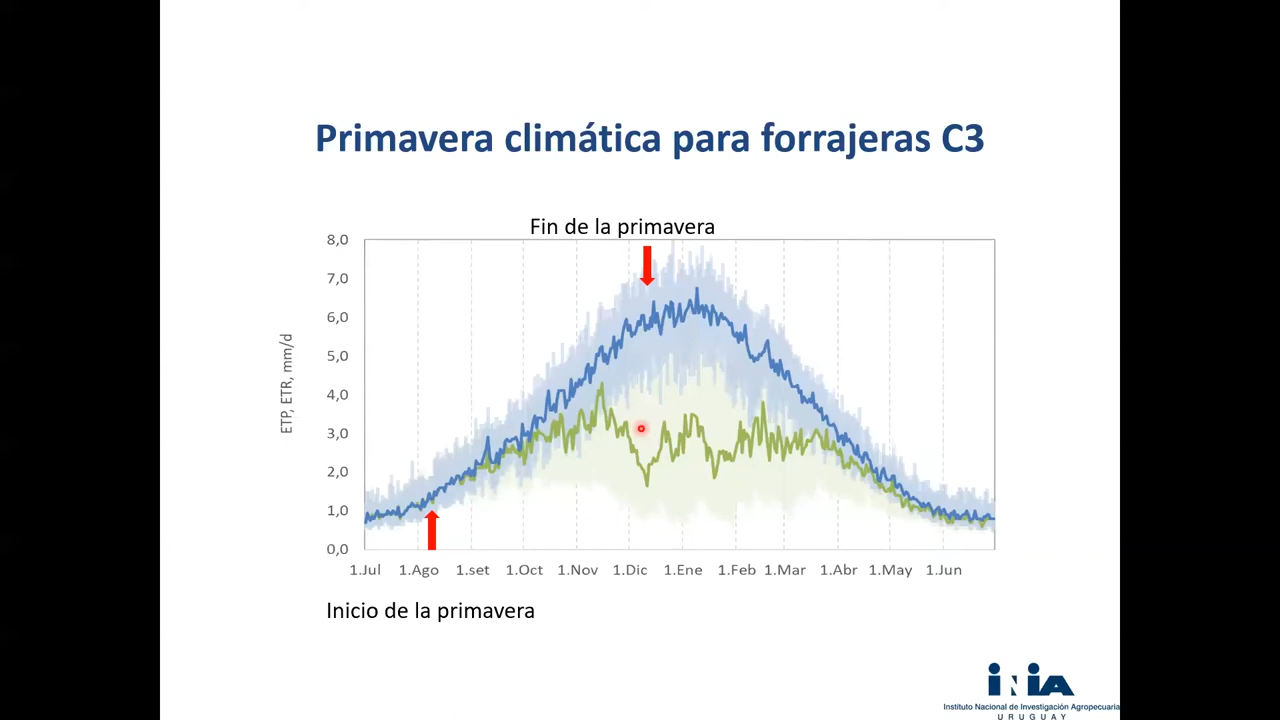 Primavera climática para forrajeras C3
Fin de la primavera
8,0
7,0
6,0
5,0
4,0
3,0
2,0
1,0
0,0
ETP, ETR, mm/d
1.Jul 1.Ago 1.set 1.Oct 1.Nov 1.Dic 1.Ene 1.Feb 1.Mar 1.Abr 1.May 1.Jun
Inicio de la primavera
iNiA
Instituto Nacional de Investigación Agropecuaria
URUGUAY